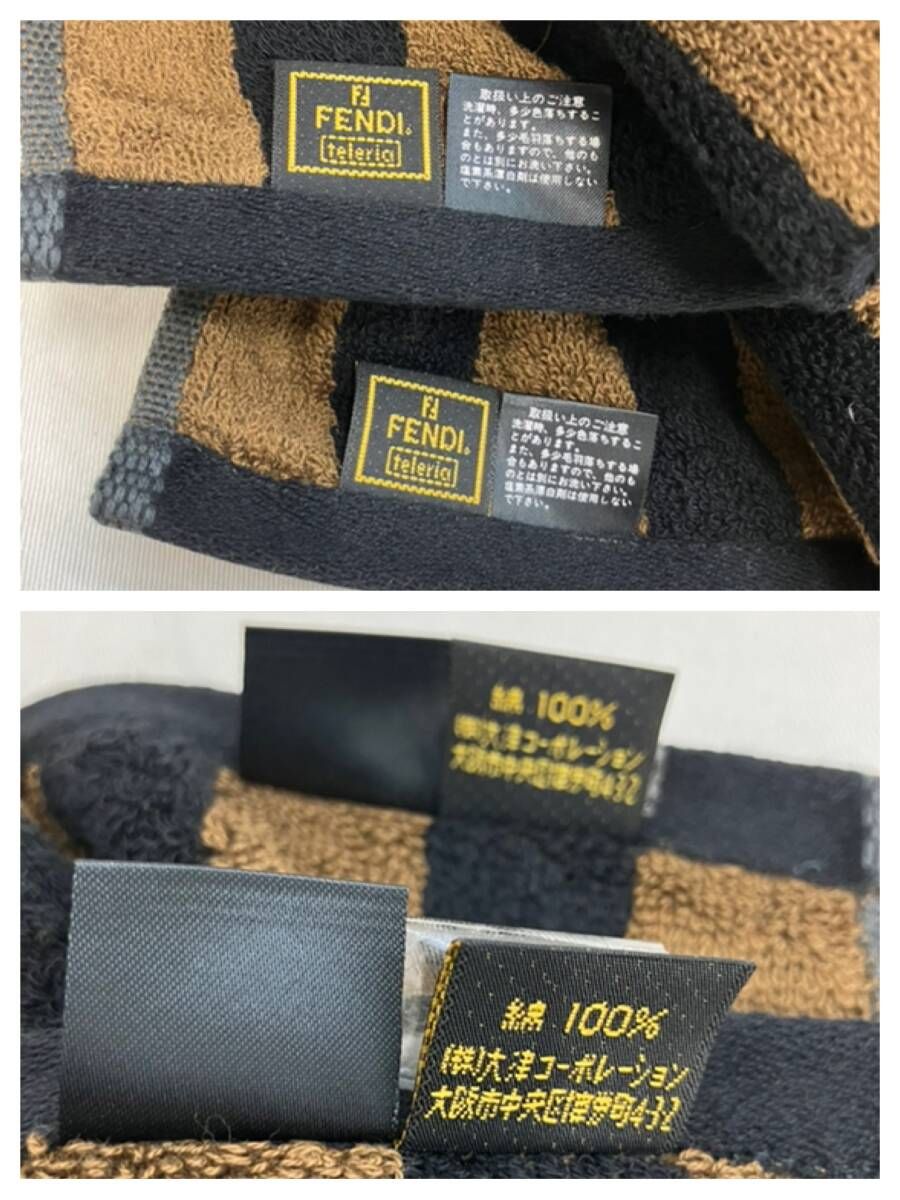 FENDI®
teleria
取扱い上のご注意
洗濯時、多少色落ちするこ
とがあります。
また、多少毛羽落ちする場
合もありますので、他のも
のとは別にお洗い下さい。
塩素系漂白剤は使用しない
で下さい。
FENDI®
teleria
取扱い上のご注意
洗濯時、多少色落ちするこ
とがあります。
また、多少毛羽落ちする場
合もありますので、他のも
のとは別にお洗い下さい。
塩素系漂白剤は使用しない
で下さい。
綿 100%
(株)大津コーポレーション
大阪市中央区博労町4-3-2
綿 100%
(株)大津コーポレーション
大阪市中央区博労町4-3-2